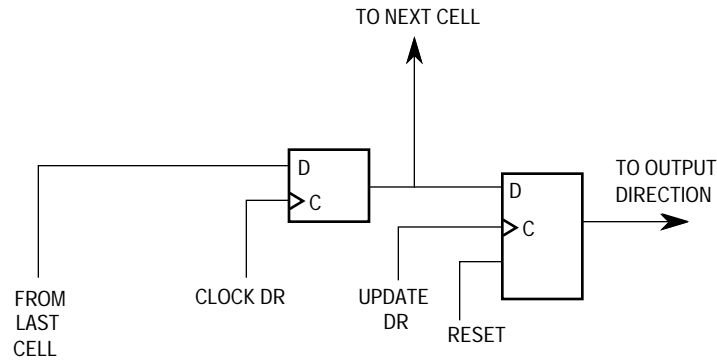 TO NEXT CELL
D
C
D
C
TO OUTPUT
DIRECTION
FROM
LAST
CELL
CLOCK DR
UPDATE
DR
RESET